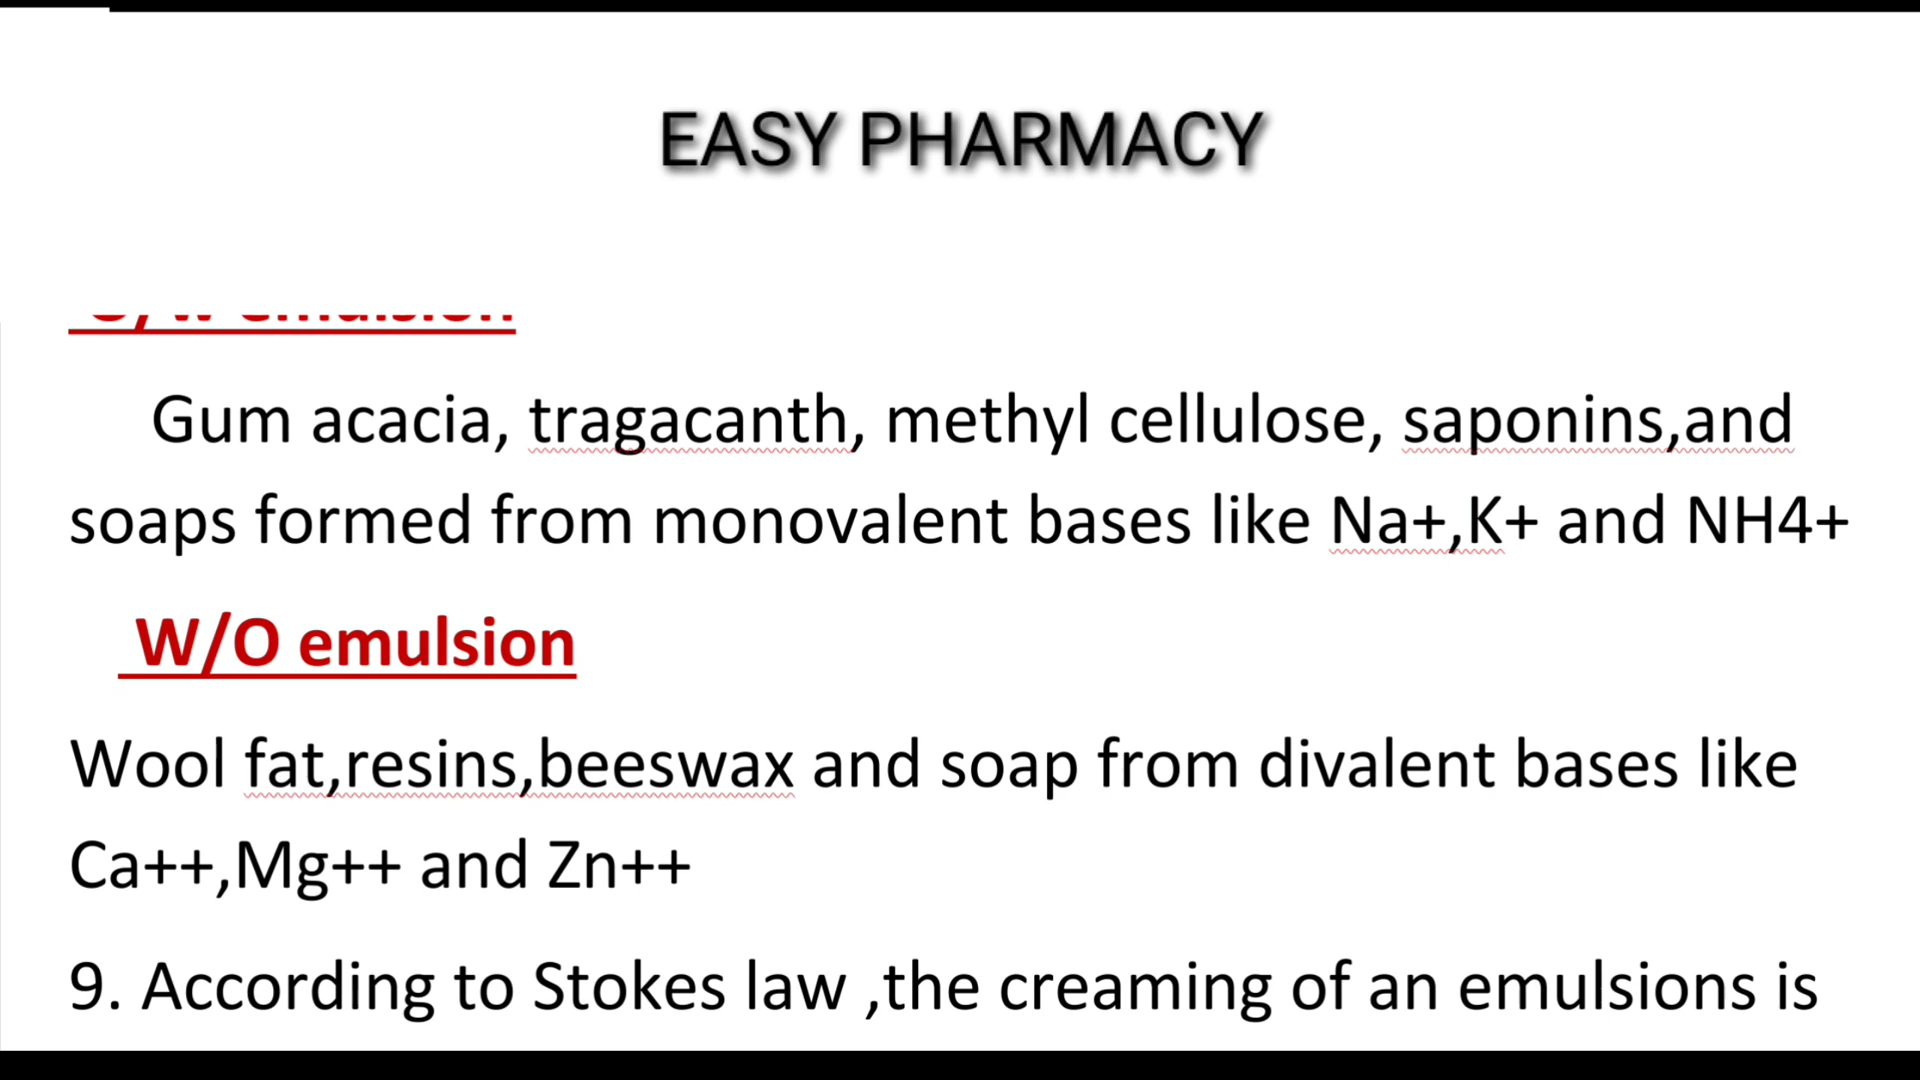 EASY PHARMACY
emulsion
Gum acacia, tragacanth, methyl cellulose, saponins,and
soaps formed from monovalent bases like Na+,K+ and NH4+
W/O emulsion
Wool fat,resins,beeswax and soap from divalent bases like
Ca++,Mg++ and Zn++
9. According to Stokes law ,the creaming of an emulsions is